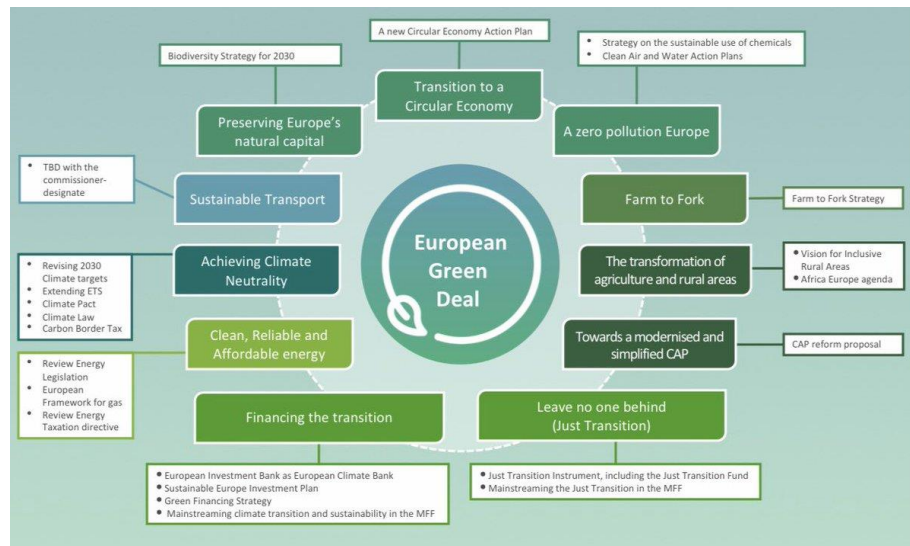 A new Circular Economy Action Plan
Transition to a
Circular Economy
Biodiversity Strategy for 2030
Preserving Europe's
natural capital
• Strategy on the sustainable use of chemicals
• Clean Air and Water Action Plans
A zero pollution Europe
• TBD with the
commissioner-
designate
Sustainable Transport
Farm to Fork
Farm to Fork Strategy
European
Green
Deal
• Revising 2030
Climate targets
• Extending ETS
• Climate Pact
• Climate Law
• Carbon Border Tax
Achieving Climate
Neutrality
The transformation of
agriculture and rural areas
• Vision for Inclusive
Rural Areas
• Africa Europe agenda
• Review Energy
Legislation
• European
Framework for gas
• Review Energy
Taxation directive
Clean, Reliable and
Affordable energy
Towards a modernised and
simplified CAP
CAP reform proposal
Financing the transition
• European Investment Bank as European Climate Bank
• Sustainable Europe Investment Plan
• Green Financing Strategy
• Mainstreaming climate transition and sustainability in the MFF
Leave no one behind
(Just Transition)
• Just Transition Instrument, including the Just Transition Fund
• Mainstreaming the Just Transition in the MFF